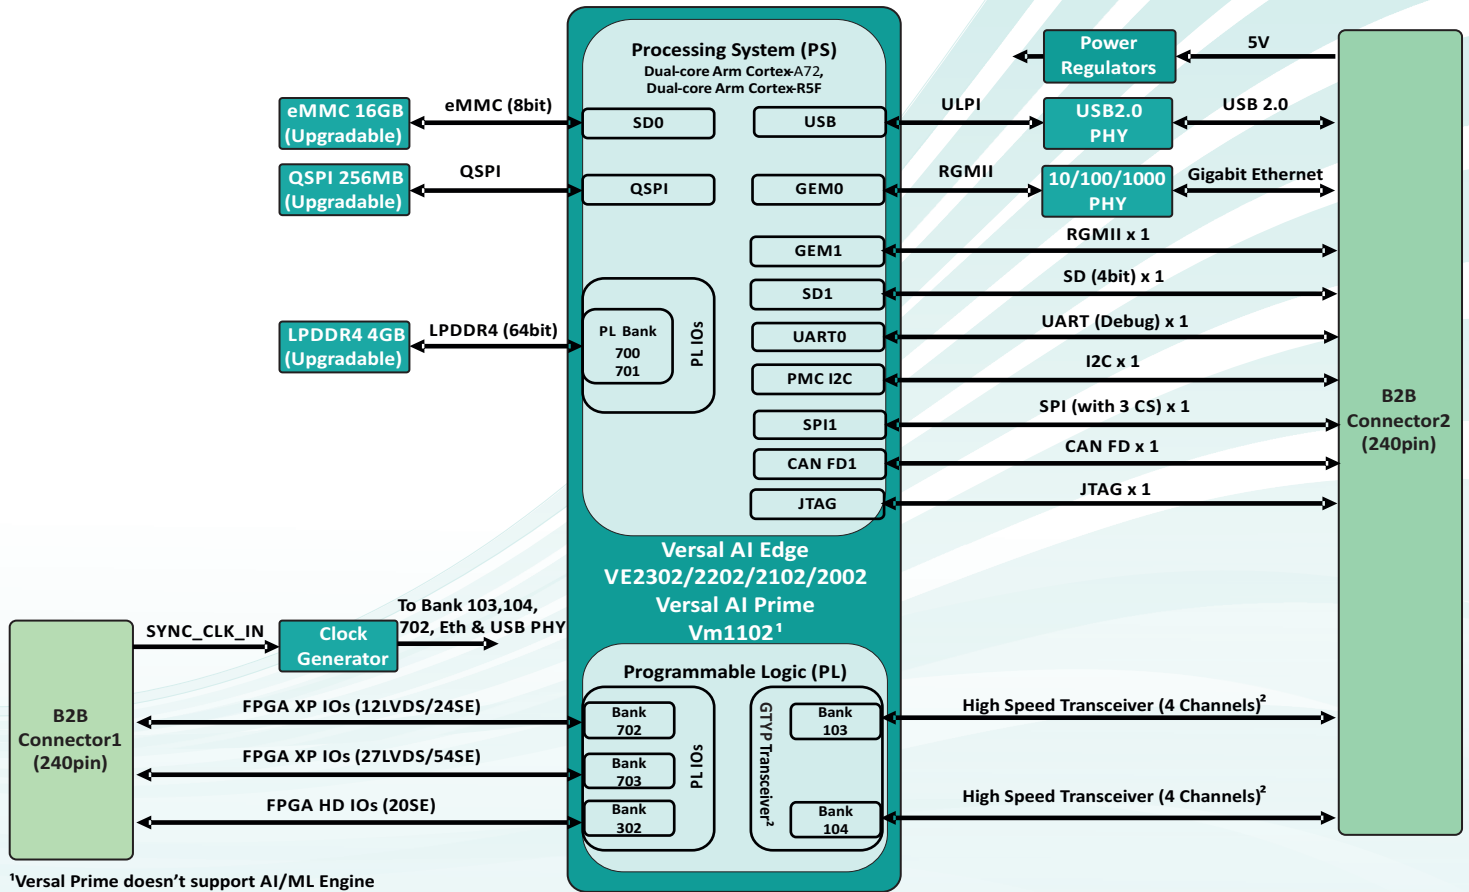 Processing System (PS)
Dual-core Arm Cortex-A72,
Dual-core Arm Cortex-R5F
eMMC 16GB
(Upgradable)
eMMC (8bit)
SD0
USB
ULPI
USB2.0
PHY
USB 2.0
Power
Regulators
5V
QSPI 256MB
(Upgradable)
QSPI
QSPI
GEM0
RGMII
10/100/1000
PHY
Gigabit Ethernet
GEM1
RGMII x 1
SD1
SD (4bit) x 1
LPDDR4 4GB
(Upgradable)
LPDDR4 (64bit)
PL Bank
700
701
PL IOs
UART0
UART (Debug) x 1
PMC I2C
I2C x 1
SPI1
SPI (with 3 CS) x 1
CAN FD1
CAN FD x 1
JTAG
JTAG x 1
B2B
Connector2
(240pin)
Versal AI Edge
VE2302/2202/2102/2002
Versal AI Prime
Vm1102¹
SYNC_CLK_IN
Clock
Generator
To Bank 103,104,
702, Eth & USB PHY
Programmable Logic (PL)
B2B
Connector1
(240pin)
FPGA XP IOs (12LVDS/24SE)
Bank
702
FPGA XP IOs (27LVDS/54SE)
Bank
703
FPGA HD IOs (20SE)
Bank
302
PL IOs
GTYP Transceiver²
Bank
103
High Speed Transceiver (4 Channels)²
Bank
104
High Speed Transceiver (4 Channels)²
¹Versal Prime doesn't support AI/ML Engine